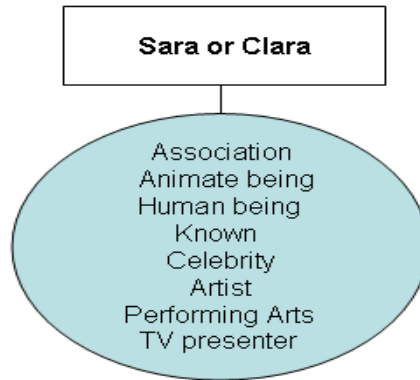 Sara or Clara
Association
Animate being
Human being
Known
Celebrity
Artist
Performing Arts
TV presenter